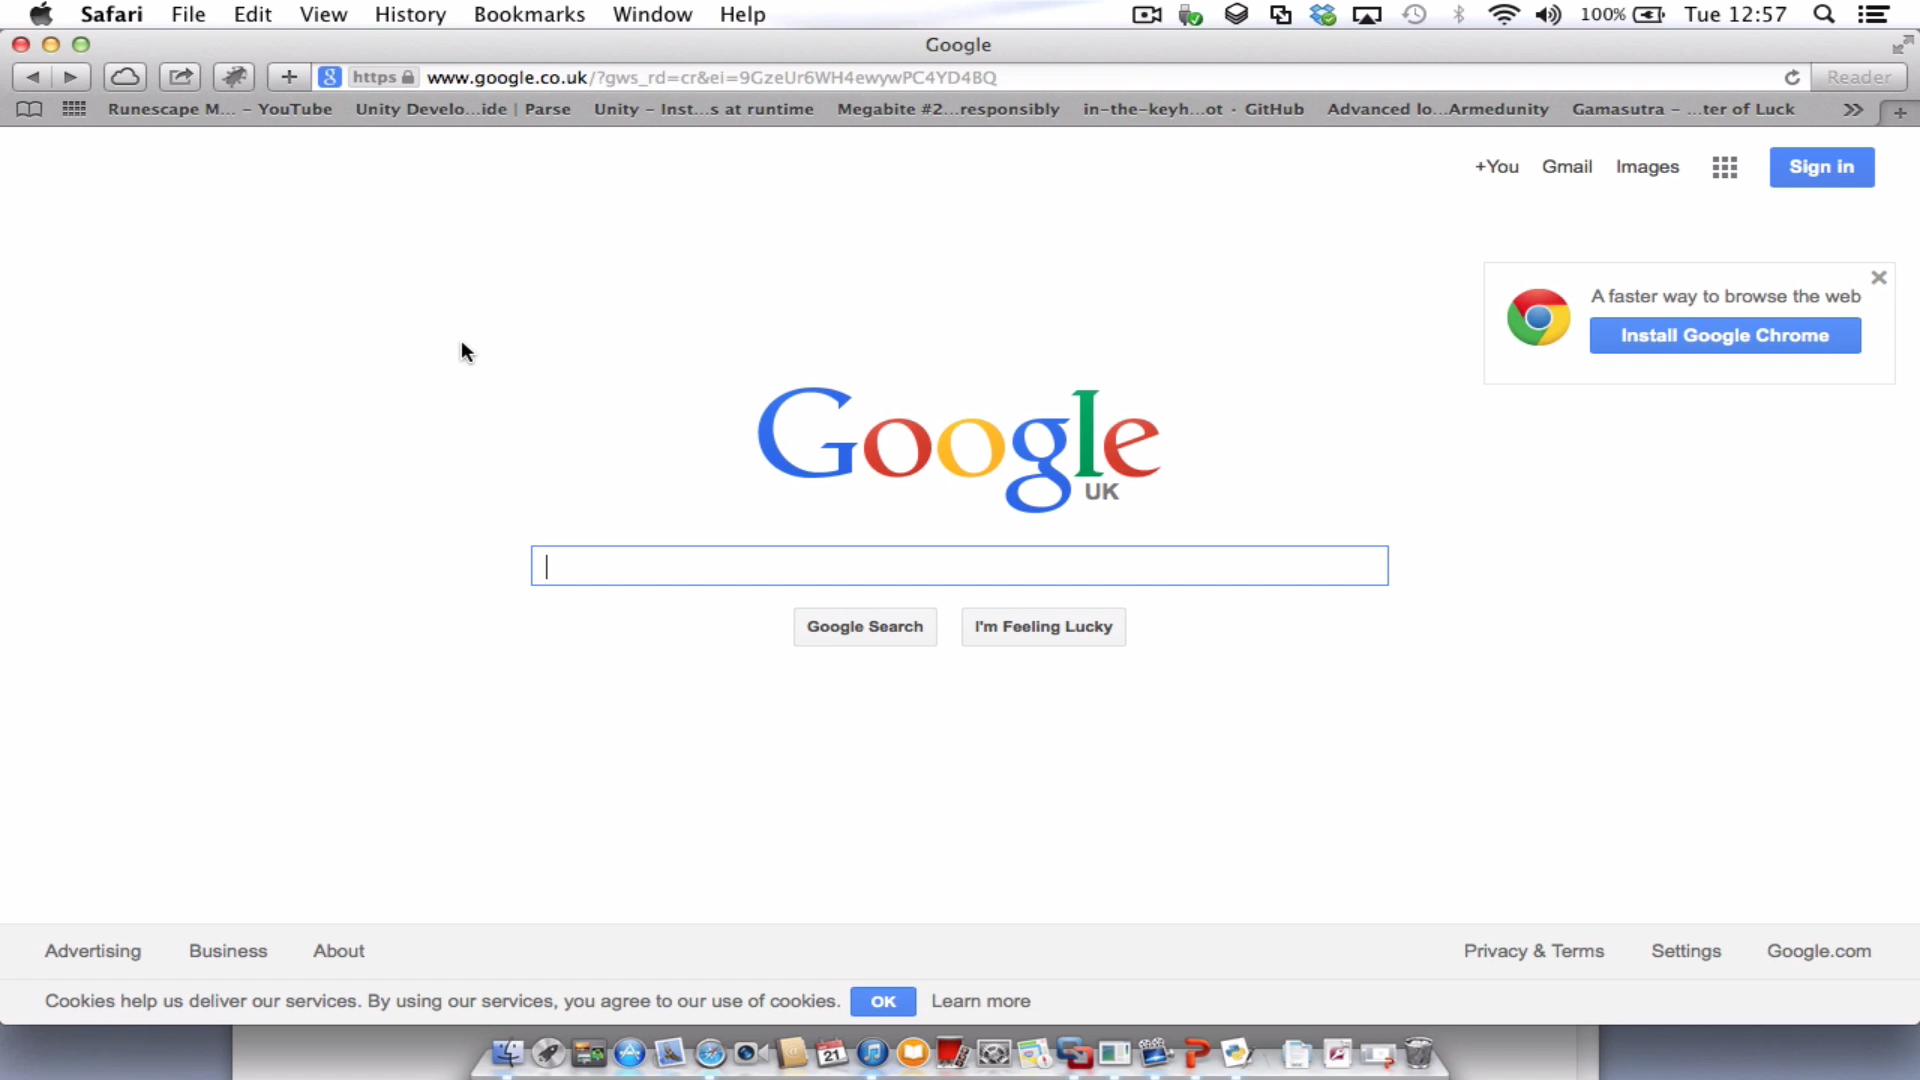 Safari File Edit View History Bookmarks Window Help 100% Tue 12:57
Google
https www.google.co.uk/?gws_rd=cr&ei=9GzeUr6WH4ewywPC4YD4BQ Reader
Runescape M... – YouTube Unity Develo...ide | Parse Unity – Inst...s at runtime Megabite #2...responsibly in-the-keyh...ot · GitHub Advanced lo...Armedunity Gamasutra – ...ter of Luck
+You Gmail Images Sign in
A faster way to browse the web
Install Google Chrome
Google
UK
Google Search I'm Feeling Lucky
Advertising Business About Privacy & Terms Settings Google.com
Cookies help us deliver our services. By using our services, you agree to our use of cookies. OK Learn more
21